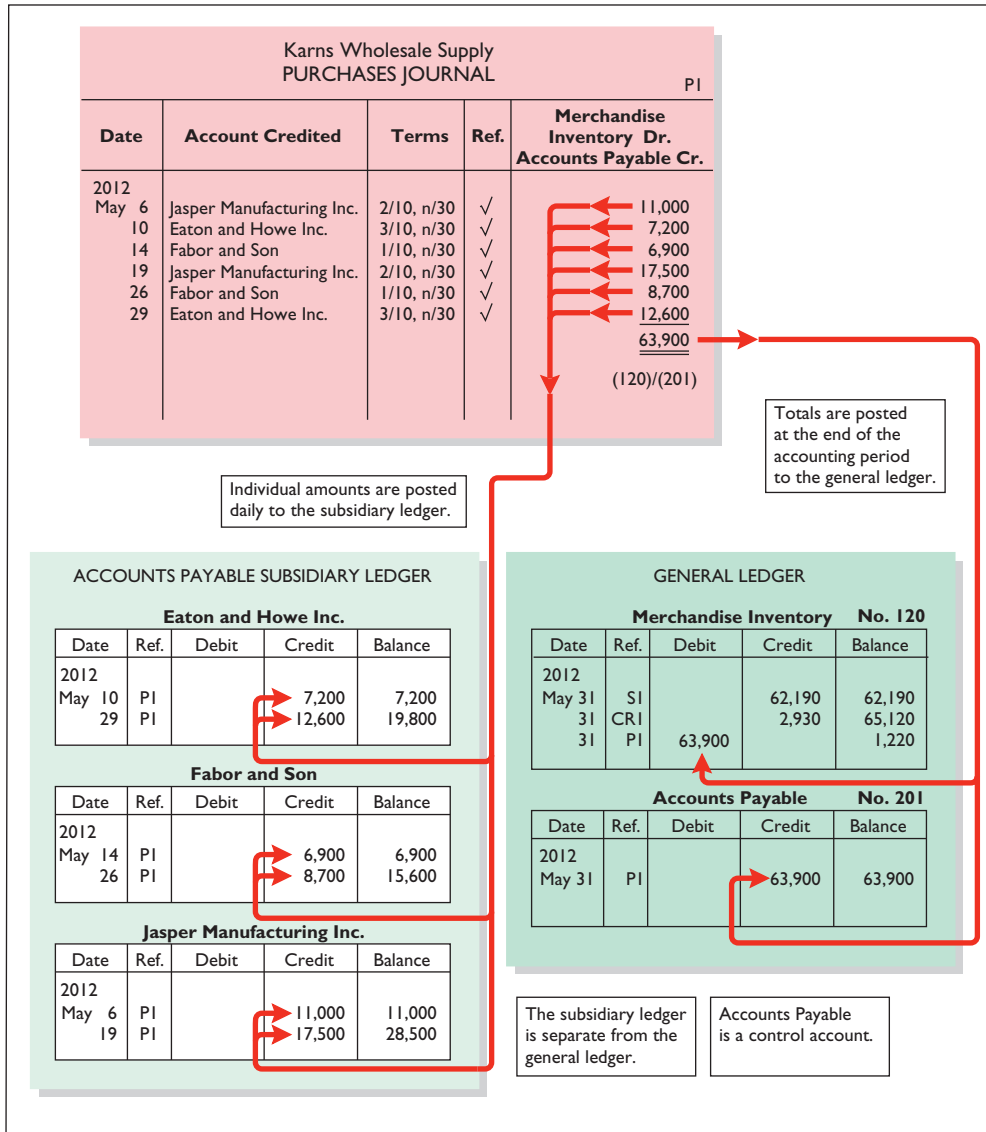 Karns Wholesale Supply
PURCHASES JOURNAL
P1
Date Account Credited Terms Ref. Merchandise Inventory Dr. Accounts Payable Cr.
2012
May 6 Jasper Manufacturing Inc. 2/10, n/30 √ 11,000
10 Eaton and Howe Inc. 3/10, n/30 √ 7,200
14 Fabor and Son 1/10, n/30 √ 6,900
19 Jasper Manufacturing Inc. 2/10, n/30 √ 17,500
26 Fabor and Son 1/10, n/30 √ 8,700
29 Eaton and Howe Inc. 3/10, n/30 √ 12,600
63,900
(120)/(201)
Individual amounts are posted
daily to the subsidiary ledger.
Totals are posted
at the end of the
accounting period
to the general ledger.
ACCOUNTS PAYABLE SUBSIDIARY LEDGER
Eaton and Howe Inc.
Date Ref. Debit Credit Balance
2012
May 10 P1 7,200 7,200
29 P1 12,600 19,800
Fabor and Son
Date Ref. Debit Credit Balance
2012
May 14 P1 6,900 6,900
26 P1 8,700 15,600
Jasper Manufacturing Inc.
Date Ref. Debit Credit Balance
2012
May 6 P1 11,000 11,000
19 P1 17,500 28,500
GENERAL LEDGER
Merchandise Inventory No. 120
Date Ref. Debit Credit Balance
2012
May 31 S1 62,190 62,190
31 CR1 2,930 65,120
31 P1 63,900 1,220
Accounts Payable No. 201
Date Ref. Debit Credit Balance
2012
May 31 P1 63,900 63,900
The subsidiary ledger
is separate from the
general ledger.
Accounts Payable
is a control account.